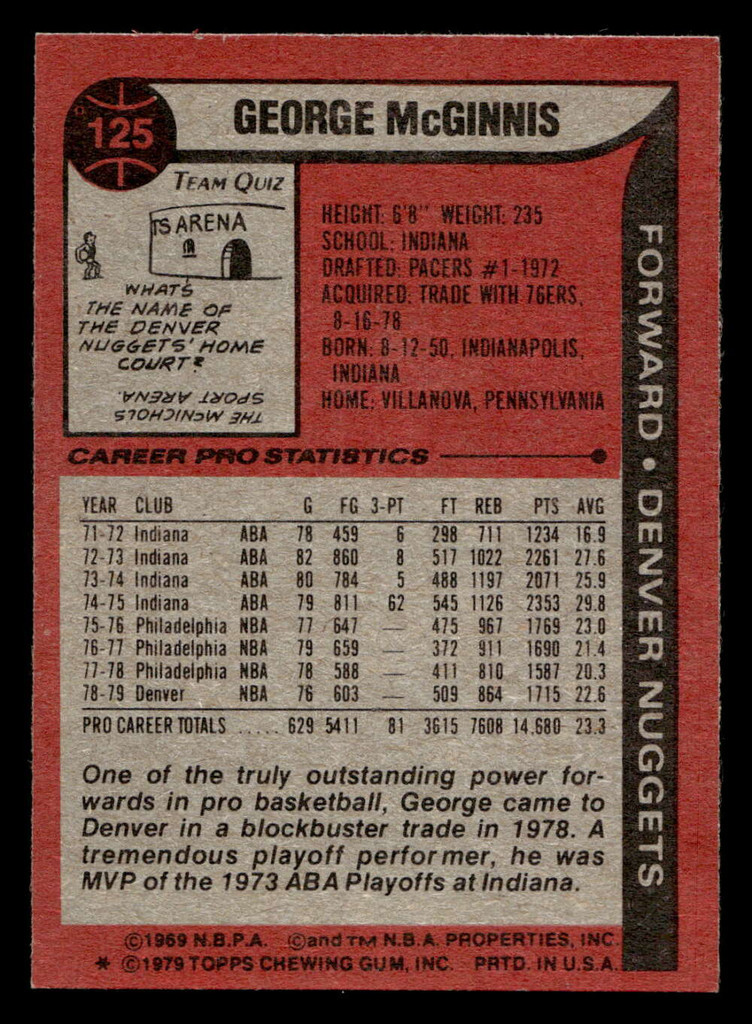 125
GEORGE McGINNIS
TEAM QUIZ
TS ARENA
WHAT'S
THE NAME OF
THE DENVER
NUGGETS' HOME
COURT?
THE McNICHOLS
SPORT ARENA.
HEIGHT: 6'8" WEIGHT: 235
SCHOOL: INDIANA
DRAFTED: PACERS #1-1972
ACQUIRED: TRADE WITH 76ERS,
8-16-78
BORN: 8-12-50, INDIANAPOLIS,
INDIANA
HOME: VILLANOVA, PENNSYLVANIA
FORWARD • DENVER NUGGETS
CAREER PRO STATISTICS
YEAR CLUB G FG 3-PT FT REB PTS AVG
71-72 Indiana ABA 78 459 6 298 711 1234 16.9
72-73 Indiana ABA 82 860 8 517 1022 2261 27.6
73-74 Indiana ABA 80 784 5 488 1197 2071 25.9
74-75 Indiana ABA 79 811 62 545 1126 2353 29.8
75-76 Philadelphia NBA 77 647 — 475 967 1769 23.0
76-77 Philadelphia NBA 79 659 — 372 911 1690 21.4
77-78 Philadelphia NBA 78 588 — 411 810 1587 20.3
78-79 Denver NBA 76 603 — 509 864 1715 22.6
PRO CAREER TOTALS ..... 629 5411 81 3615 7608 14,680 23.3
One of the truly outstanding power for-
wards in pro basketball, George came to
Denver in a blockbuster trade in 1978. A
tremendous playoff performer, he was
MVP of the 1973 ABA Playoffs at Indiana.
©1969 N.B.P.A. ©and TM N.B.A. PROPERTIES, INC.
* ©1979 TOPPS CHEWING GUM, INC. PRTD. IN U.S.A.